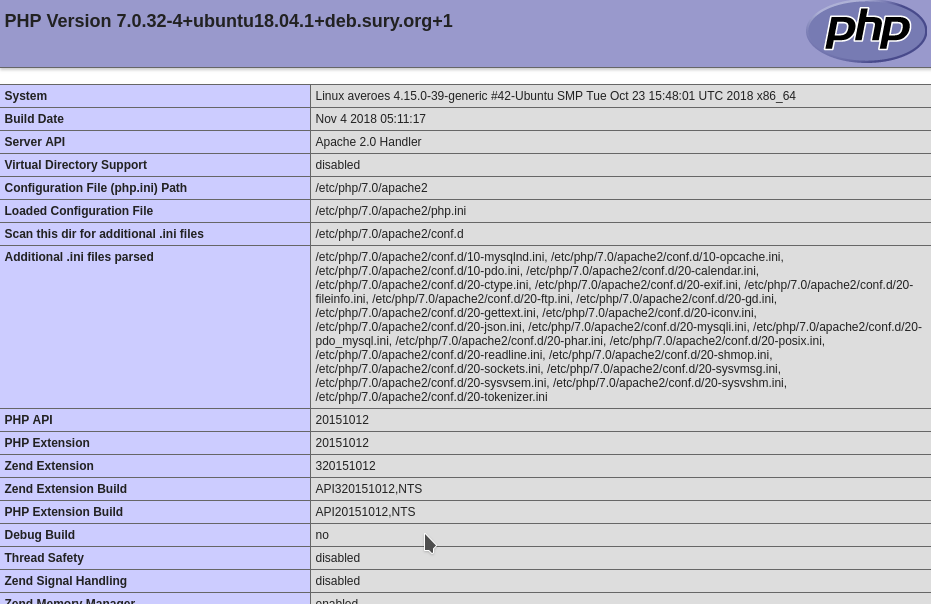 PHP Version 7.0.32-4+ubuntu18.04.1+deb.sury.org+1
php
System Linux averoes 4.15.0-39-generic #42-Ubuntu SMP Tue Oct 23 15:48:01 UTC 2018 x86_64
Build Date Nov 4 2018 05:11:17
Server API Apache 2.0 Handler
Virtual Directory Support disabled
Configuration File (php.ini) Path /etc/php/7.0/apache2
Loaded Configuration File /etc/php/7.0/apache2/php.ini
Scan this dir for additional .ini files /etc/php/7.0/apache2/conf.d
Additional .ini files parsed /etc/php/7.0/apache2/conf.d/10-mysqlnd.ini, /etc/php/7.0/apache2/conf.d/10-opcache.ini,
/etc/php/7.0/apache2/conf.d/10-pdo.ini, /etc/php/7.0/apache2/conf.d/20-calendar.ini,
/etc/php/7.0/apache2/conf.d/20-ctype.ini, /etc/php/7.0/apache2/conf.d/20-exif.ini, /etc/php/7.0/apache2/conf.d/20-
fileinfo.ini, /etc/php/7.0/apache2/conf.d/20-ftp.ini, /etc/php/7.0/apache2/conf.d/20-gd.ini,
/etc/php/7.0/apache2/conf.d/20-gettext.ini, /etc/php/7.0/apache2/conf.d/20-iconv.ini,
/etc/php/7.0/apache2/conf.d/20-json.ini, /etc/php/7.0/apache2/conf.d/20-mysqli.ini, /etc/php/7.0/apache2/conf.d/20-
pdo_mysql.ini, /etc/php/7.0/apache2/conf.d/20-phar.ini, /etc/php/7.0/apache2/conf.d/20-posix.ini,
/etc/php/7.0/apache2/conf.d/20-readline.ini, /etc/php/7.0/apache2/conf.d/20-shmop.ini,
/etc/php/7.0/apache2/conf.d/20-sockets.ini, /etc/php/7.0/apache2/conf.d/20-sysvmsg.ini,
/etc/php/7.0/apache2/conf.d/20-sysvsem.ini, /etc/php/7.0/apache2/conf.d/20-sysvshm.ini,
/etc/php/7.0/apache2/conf.d/20-tokenizer.ini
PHP API 20151012
PHP Extension 20151012
Zend Extension 320151012
Zend Extension Build API320151012,NTS
PHP Extension Build API20151012,NTS
Debug Build no
Thread Safety disabled
Zend Signal Handling disabled
Zend Memory Manager enabled